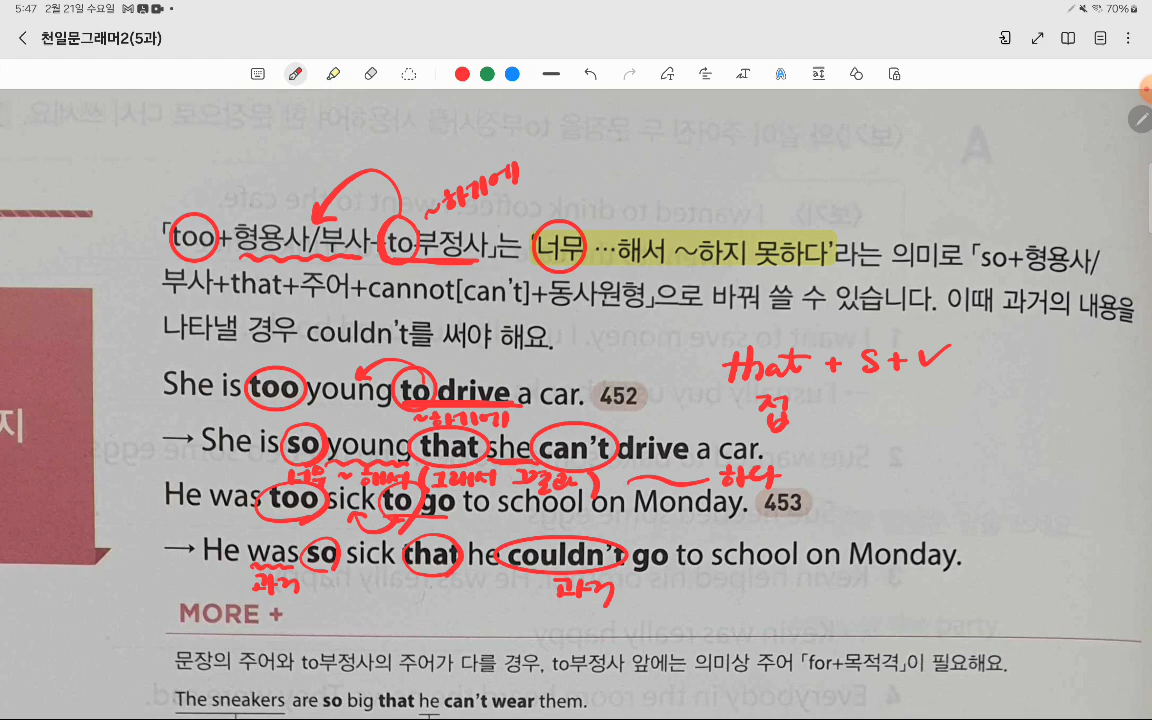 5:47 2월 21일 수요일 70%
천일문그래머2(5과)
~하기에
「too+형용사/부사+to부정사」는 '너무 …해서 ~하지 못하다'라는 의미로 「so+형용사/
부사+that+주어+cannot[can't]+동사원형」으로 바꿔 쓸 수 있습니다. 이때 과거의 내용을
나타낼 경우 couldn't를 써야 해요.
that + S + V
She is too young to drive a car. 452
~하기에
접
지
→ She is so young that she can't drive a car.
너무 ~ 해서 (그래서 그결과) 하다
He was too sick to go to school on Monday. 453
→ He was so sick that he couldn't go to school on Monday.
과거 과거
MORE +
문장의 주어와 to부정사의 주어가 다를 경우, to부정사 앞에는 의미상 주어 「for+목적격」이 필요해요.
The sneakers are so big that he can't wear them.